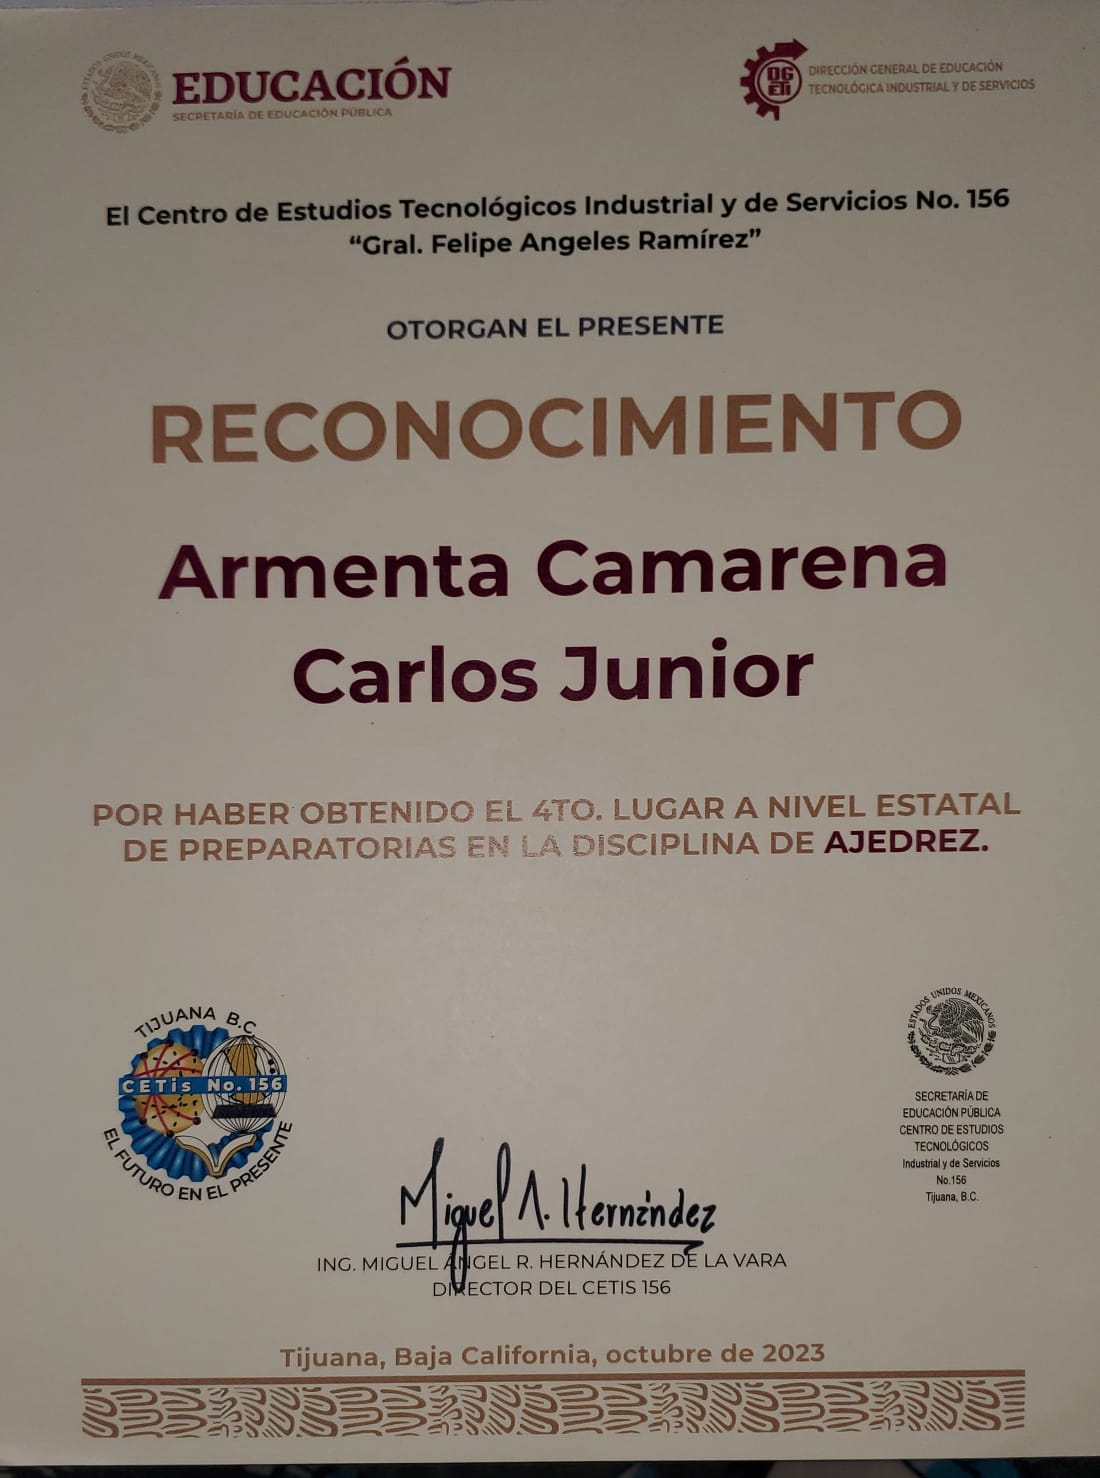 EDUCACIÓN
SECRETARÍA DE EDUCACIÓN PÚBLICA
ESTADOS UNIDOS MEXICANOS
DGETI
DIRECCIÓN GENERAL DE EDUCACIÓN
TECNOLÓGICA INDUSTRIAL Y DE SERVICIOS
El Centro de Estudios Tecnológicos Industrial y de Servicios No. 156
“Gral. Felipe Angeles Ramírez”
OTORGAN EL PRESENTE
RECONOCIMIENTO
Armenta Camarena
Carlos Junior
POR HABER OBTENIDO EL 4TO. LUGAR A NIVEL ESTATAL
DE PREPARATORIAS EN LA DISCIPLINA DE AJEDREZ.
TIJUANA B.C.
CETis No. 156
EL FUTURO EN EL PRESENTE
ESTADOS UNIDOS MEXICANOS
SECRETARÍA DE
EDUCACIÓN PÚBLICA
CENTRO DE ESTUDIOS
TECNOLÓGICOS
Industrial y de Servicios
No.156
Tijuana, B.C.
Miguel A. Hernández
ING. MIGUEL ÁNGEL R. HERNÁNDEZ DE LA VARA
DIRECTOR DEL CETIS 156
Tijuana, Baja California, octubre de 2023